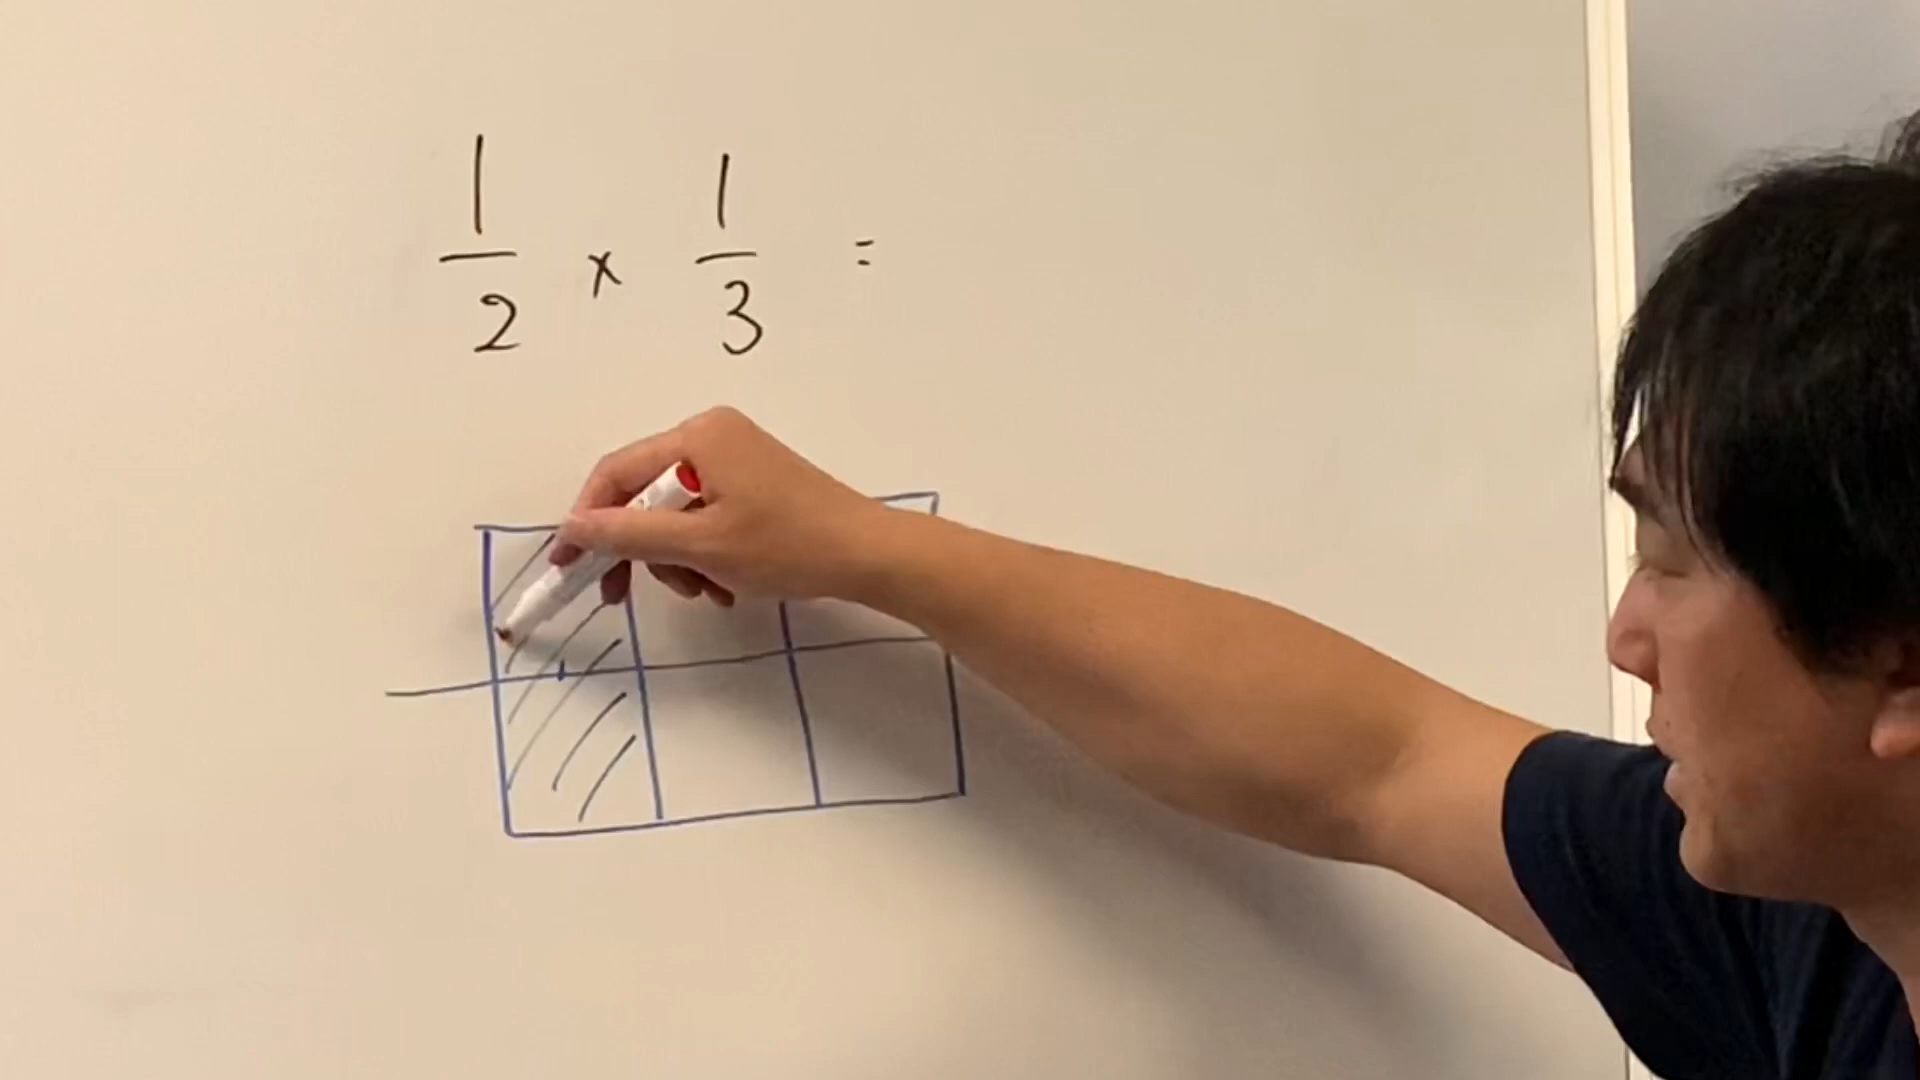 1/2 x 1/3 =